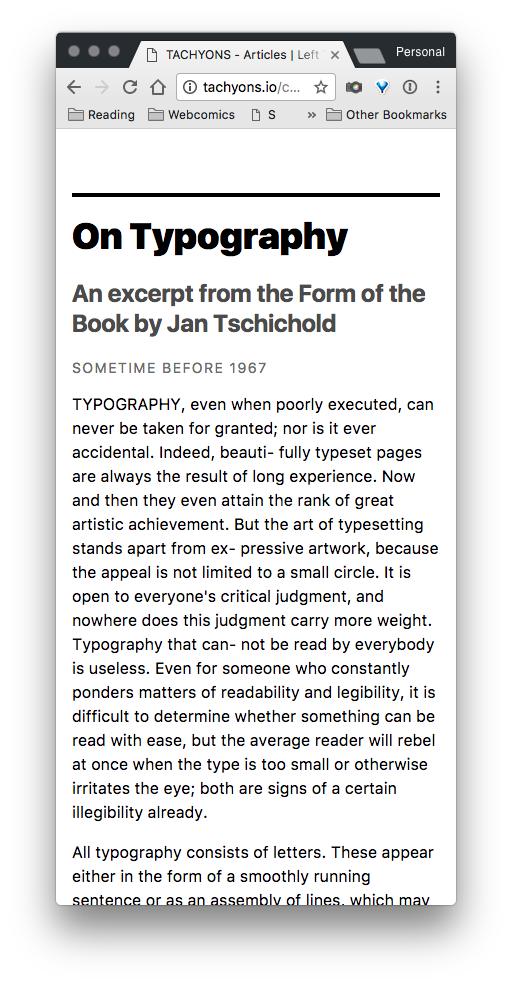 TACHYONS - Articles | Left
Personal
tachyons.io/c...
Reading
Webcomics
S
»
Other Bookmarks
On Typography
An excerpt from the Form of the
Book by Jan Tschichold
SOMETIME BEFORE 1967
TYPOGRAPHY, even when poorly executed, can
never be taken for granted; nor is it ever
accidental. Indeed, beauti- fully typeset pages
are always the result of long experience. Now
and then they even attain the rank of great
artistic achievement. But the art of typesetting
stands apart from ex- pressive artwork, because
the appeal is not limited to a small circle. It is
open to everyone's critical judgment, and
nowhere does this judgment carry more weight.
Typography that can- not be read by everybody
is useless. Even for someone who constantly
ponders matters of readability and legibility, it is
difficult to determine whether something can be
read with ease, but the average reader will rebel
at once when the type is too small or otherwise
irritates the eye; both are signs of a certain
illegibility already.
All typography consists of letters. These appear
either in the form of a smoothly running
sentence or as an assembly of lines, which may